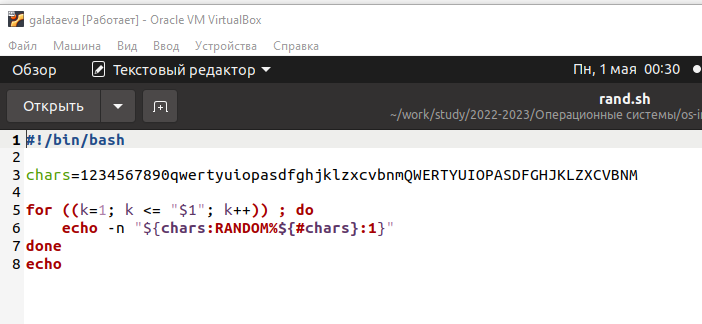 galataeva [Работает] - Oracle VM VirtualBox
Файл Машина Вид Ввод Устройства Справка
Обзор Текстовый редактор Пн, 1 мая 00:30
Открыть rand.sh
~/work/study/2022-2023/Операционные системы/os-i
1 #!/bin/bash
2
3 chars=1234567890qwertyuiopasdfghjklzxcvbnmQWERTYUIOPASDFGHJKLZXCVBNM
4
5 for ((k=1; k <= "$1"; k++)) ; do
6     echo -n "${chars:RANDOM%${#chars}:1}"
7 done
8 echo